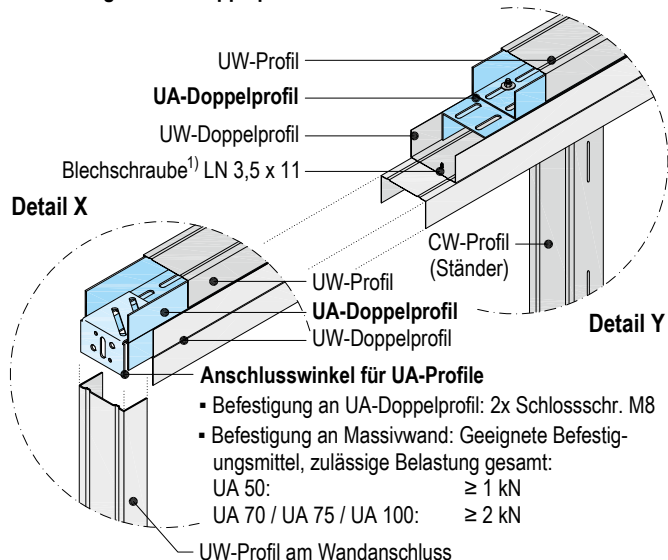 UW-Profil
UA-Doppelprofil
UW-Doppelprofil
Blechschraube1) LN 3,5 x 11
Detail X
CW-Profil
(Ständer)
UW-Profil
UA-Doppelprofil
UW-Doppelprofil
Detail Y
Anschlusswinkel für UA-Profile
▪ Befestigung an UA-Doppelprofil: 2x Schlossschr. M8
▪ Befestigung an Massivwand: Geeignete Befestig-
ungsmittel, zulässige Belastung gesamt:
UA 50: ≥ 1 kN
UA 70 / UA 75 / UA 100: ≥ 2 kN
UW-Profil am Wandanschluss